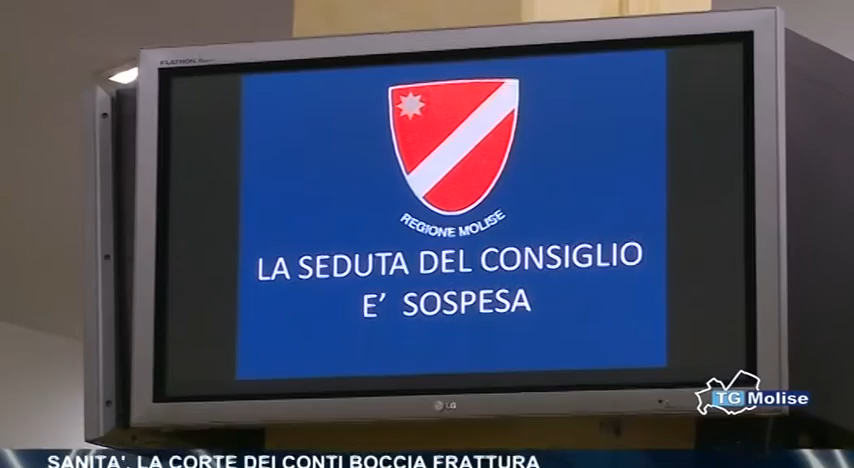 FLATRON
REGIONE MOLISE
LA SEDUTA DEL CONSIGLIO
E’ SOSPESA
LG
TG Molise
SANITA', LA CORTE DEI CONTI BOCCIA FRATTURA